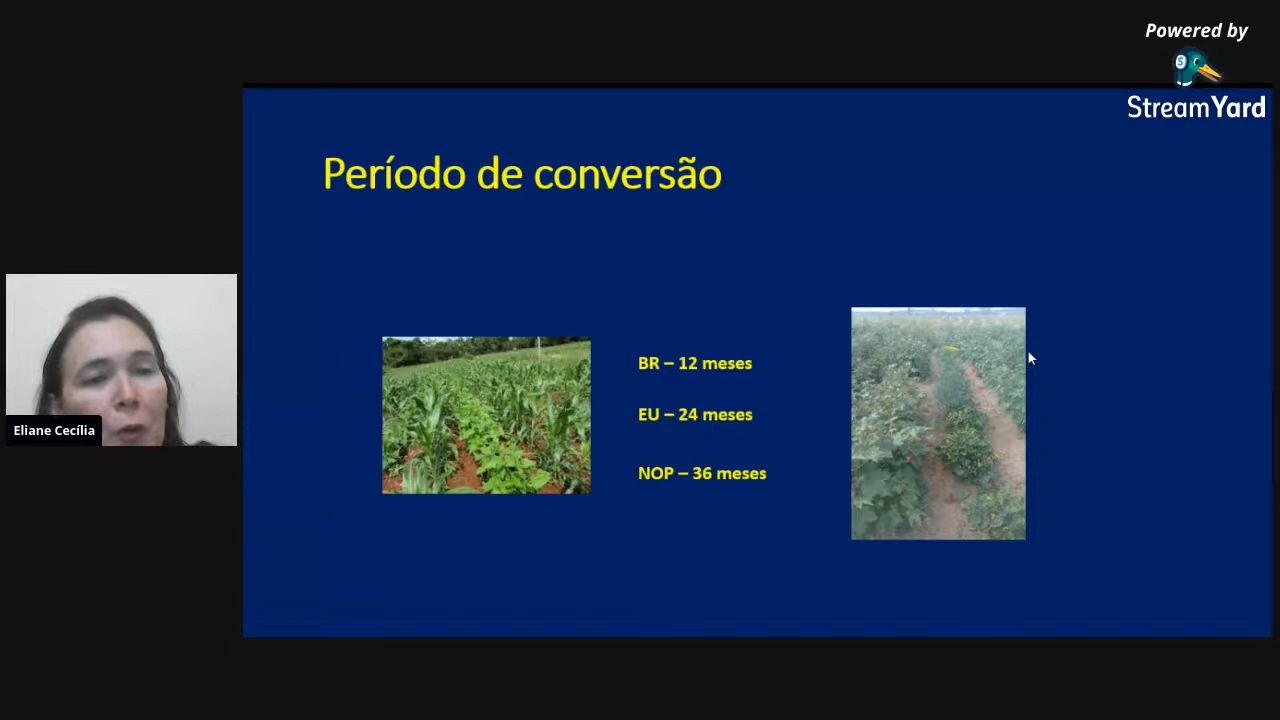 Powered by
StreamYard
Período de conversão
BR – 12 meses
EU – 24 meses
NOP – 36 meses
Eliane Cecília